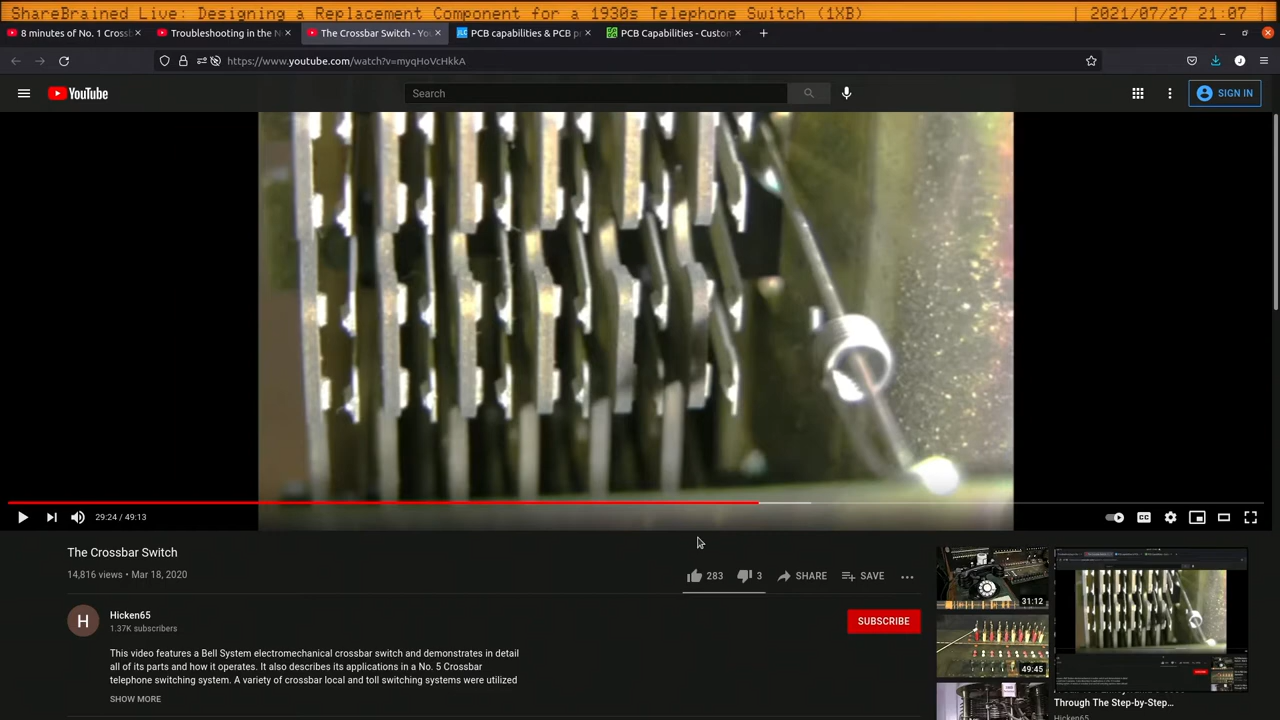 ShareBrained Live: Designing a Replacement Component for a 1930s Telephone Switch (1XB) | 2021/07/27 21:07 |
8 minutes of No. 1 Cross
Troubleshooting in the N
The Crossbar Switch - You
PCB capabilities & PCB p
PCB Capabilities - Custom
https://www.youtube.com/watch?v=myqHoVcHkkA
YouTube
Search
SIGN IN
29:24 / 49:13
CC
The Crossbar Switch
14,816 views • Mar 18, 2020
283
3
SHARE
SAVE
H
Hicken65
1.37K subscribers
SUBSCRIBE
This video features a Bell System electromechanical crossbar switch and demonstrates in detail
all of its parts and how it operates. It also describes its applications in a No. 5 Crossbar
telephone switching system. A variety of crossbar local and toll switching systems were utilized
SHOW MORE
31:12
49:45
Through The Step-by-Step...
Hicken65